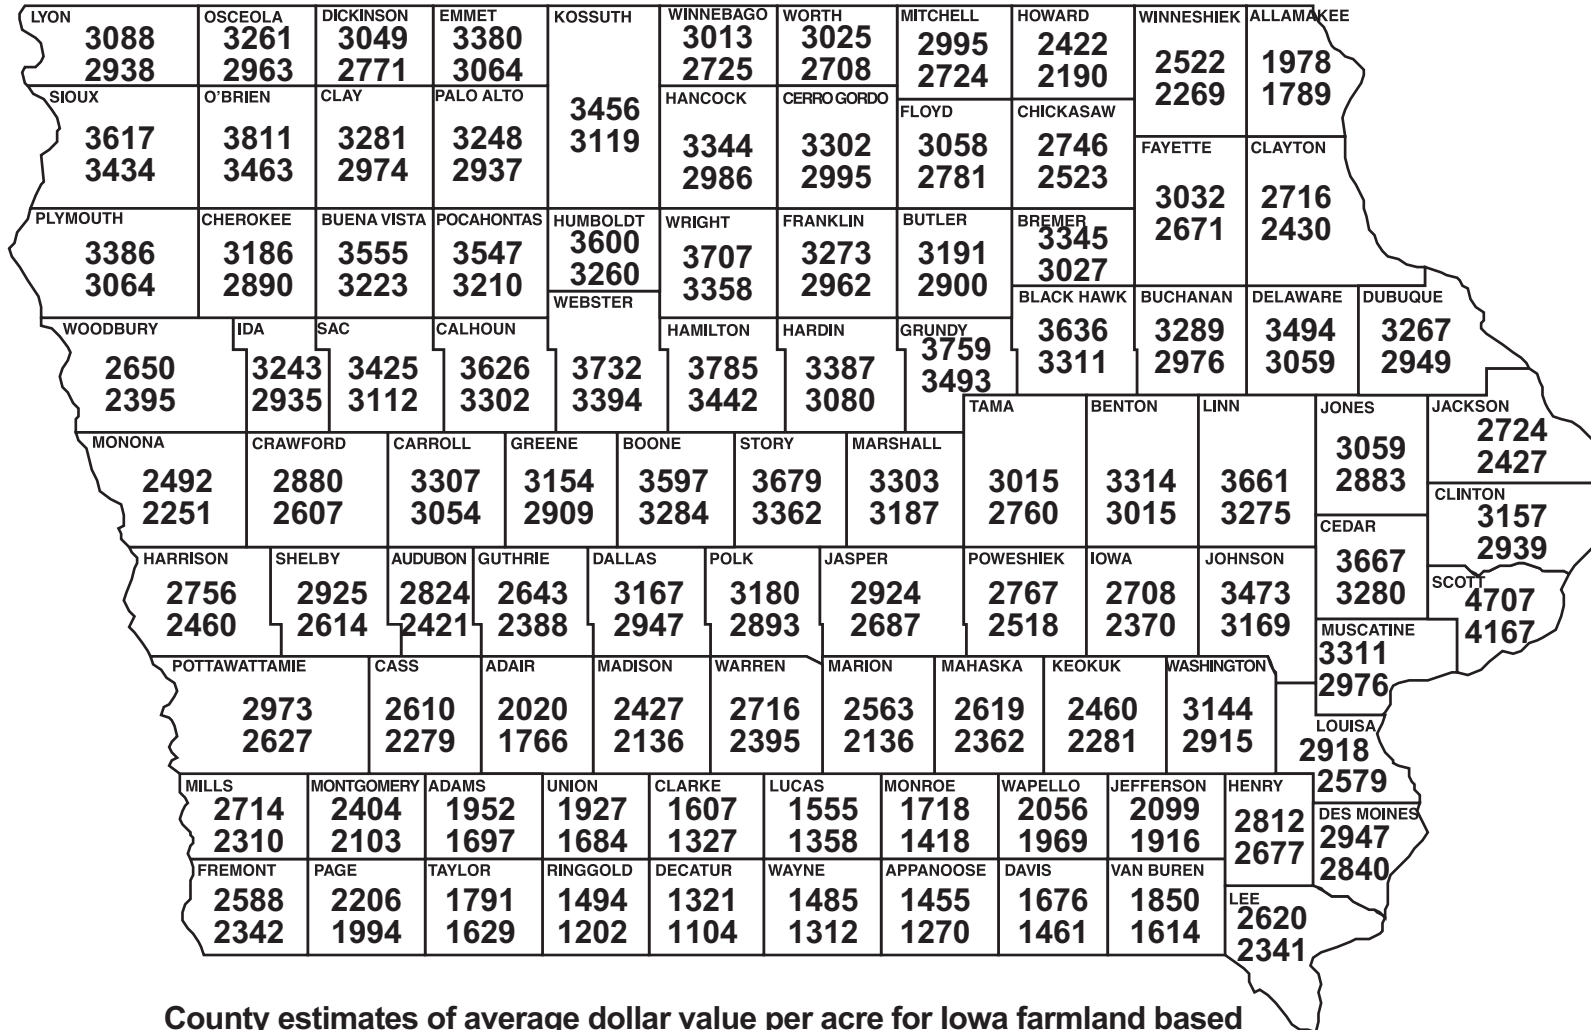 LYON
3088
2938
OSCEOLA
3261
2963
DICKINSON
3049
2771
EMMET
3380
3064
KOSSUTH
3456
3119
WINNEBAGO
3013
2725
WORTH
3025
2708
MITCHELL
2995
2724
HOWARD
2422
2190
WINNESHIEK
2522
2269
ALLAMAKEE
1978
1789
SIOUX
3617
3434
O'BRIEN
3811
3463
CLAY
3281
2974
PALO ALTO
3248
2937
HANCOCK
3344
2986
CERRO GORDO
3302
2995
FLOYD
3058
2781
CHICKASAW
2746
2523
FAYETTE
3032
2671
CLAYTON
2716
2430
PLYMOUTH
3386
3064
CHEROKEE
3186
2890
BUENA VISTA
3555
3223
POCAHONTAS
3547
3210
HUMBOLDT
3600
3260
WRIGHT
3707
3358
FRANKLIN
3273
2962
BUTLER
3191
2900
BREMER
3345
3027
WEBSTER
3732
3394
BLACK HAWK
3636
3311
BUCHANAN
3289
2976
DELAWARE
3494
3059
DUBUQUE
3267
2949
WOODBURY
2650
2395
IDA
3243
2935
SAC
3425
3112
CALHOUN
3626
3302
HAMILTON
3785
3442
HARDIN
3387
3080
GRUNDY
3759
3493
TAMA
3015
2760
BENTON
3314
3015
LINN
3661
3275
JONES
3059
2883
JACKSON
2724
2427
MONONA
2492
2251
CRAWFORD
2880
2607
CARROLL
3307
3054
GREENE
3154
2909
BOONE
3597
3284
STORY
3679
3362
MARSHALL
3303
3187
CLINTON
3157
2939
CEDAR
3667
3280
HARRISON
2756
2460
SHELBY
2925
2614
AUDUBON
2824
2421
GUTHRIE
2643
2388
DALLAS
3167
2947
POLK
3180
2893
JASPER
2924
2687
POWESHIEK
2767
2518
IOWA
2708
2370
JOHNSON
3473
3169
SCOTT
4707
4167
MUSCATINE
3311
2976
POTTAWATTAMIE
2973
2627
CASS
2610
2279
ADAIR
2020
1766
MADISON
2427
2136
WARREN
2716
2395
MARION
2563
2136
MAHASKA
2619
2362
KEOKUK
2460
2281
WASHINGTON
3144
2915
LOUISA
2918
2579
MILLS
2714
2310
MONTGOMERY
2404
2103
ADAMS
1952
1697
UNION
1927
1684
CLARKE
1607
1327
LUCAS
1555
1358
MONROE
1718
1418
WAPELLO
2056
1969
JEFFERSON
2099
1916
HENRY
2812
2677
DES MOINES
2947
2840
FREMONT
2588
2342
PAGE
2206
1994
TAYLOR
1791
1629
RINGGOLD
1494
1202
DECATUR
1321
1104
WAYNE
1485
1312
APPANOOSE
1455
1270
DAVIS
1676
1461
VAN BUREN
1850
1614
LEE
2620
2341
County estimates of average dollar value per acre for Iowa farmland based